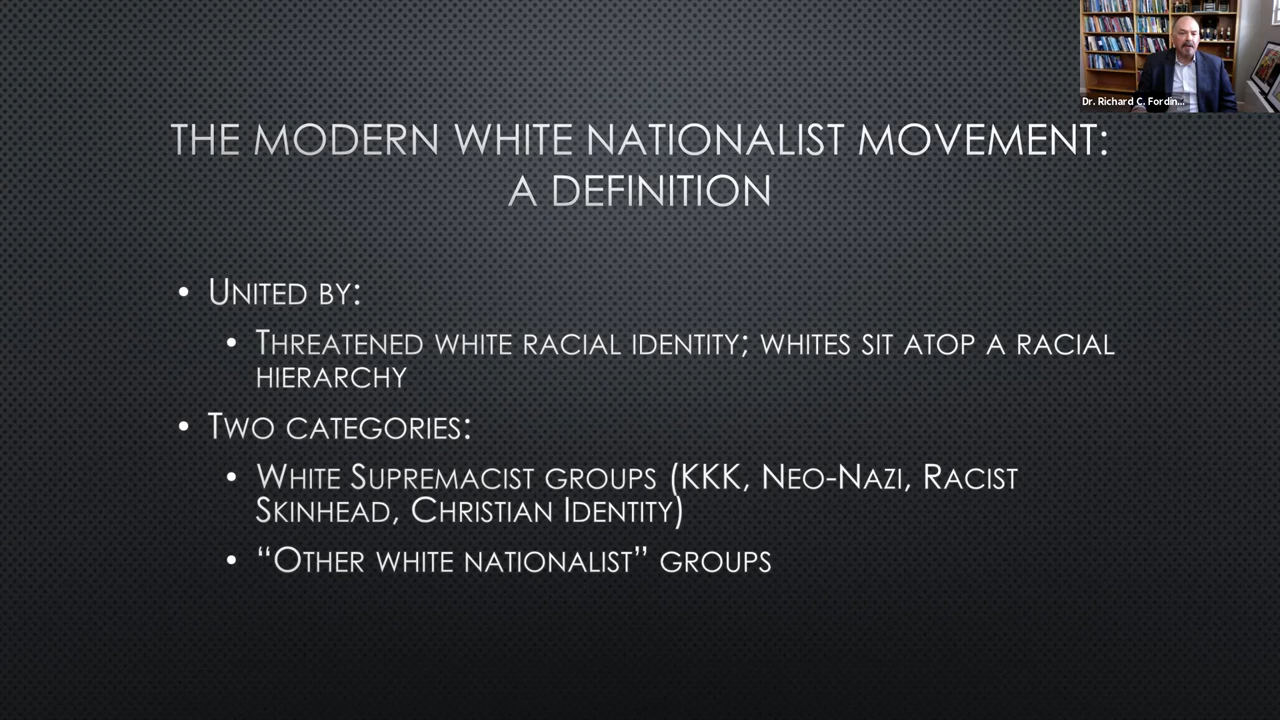 Dr. Richard C. Fordin...
THE MODERN WHITE NATIONALIST MOVEMENT:
A DEFINITION
• UNITED BY:
• THREATENED WHITE RACIAL IDENTITY; WHITES SIT ATOP A RACIAL
HIERARCHY
• TWO CATEGORIES:
• WHITE SUPREMACIST GROUPS (KKK, NEO-NAZI, RACIST
SKINHEAD, CHRISTIAN IDENTITY)
• “OTHER WHITE NATIONALIST” GROUPS